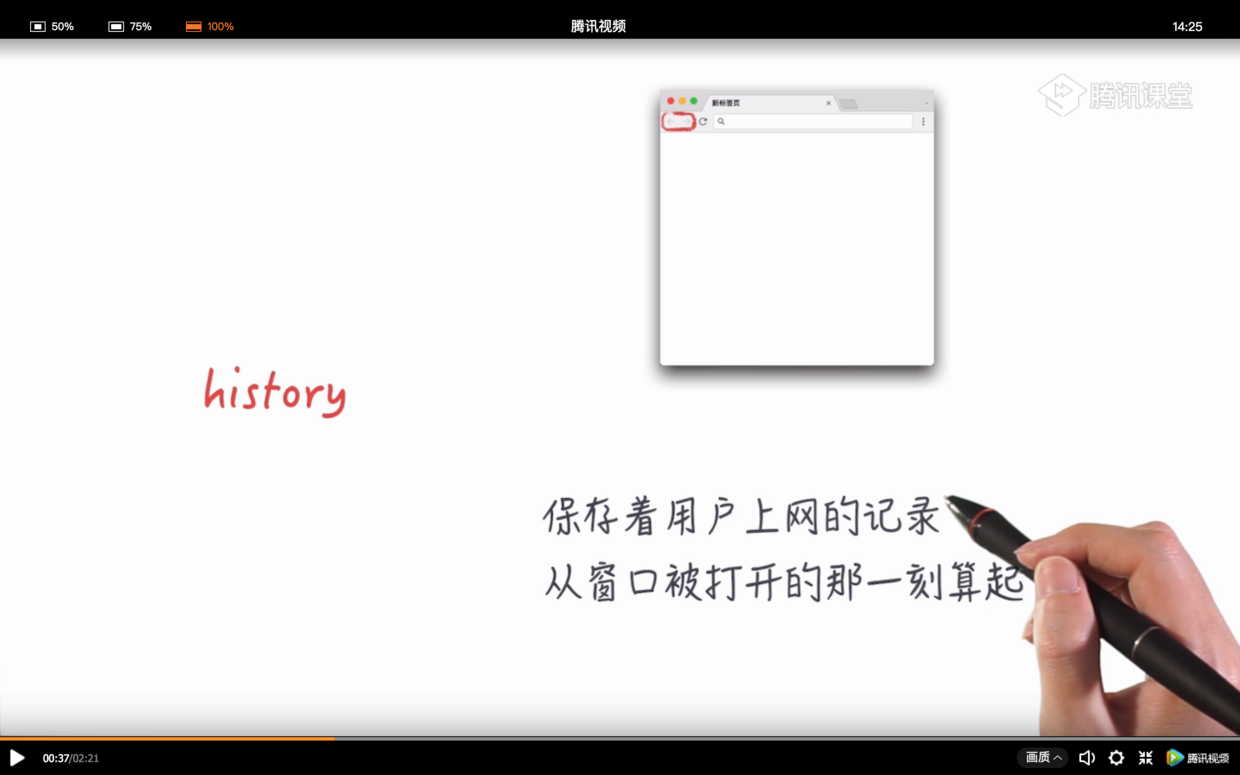 50% 75% 100% 腾讯视频 14:25
腾讯课堂
新标签页
history
保存着用户上网的记录
从窗口被打开的那一刻算起
00:37/02:21 画质 腾讯视频